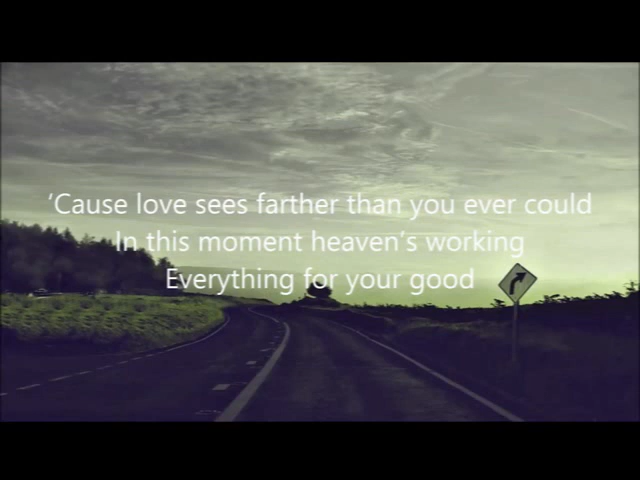 ‘Cause love sees farther than you ever could
In this moment heaven’s working
Everything for your good